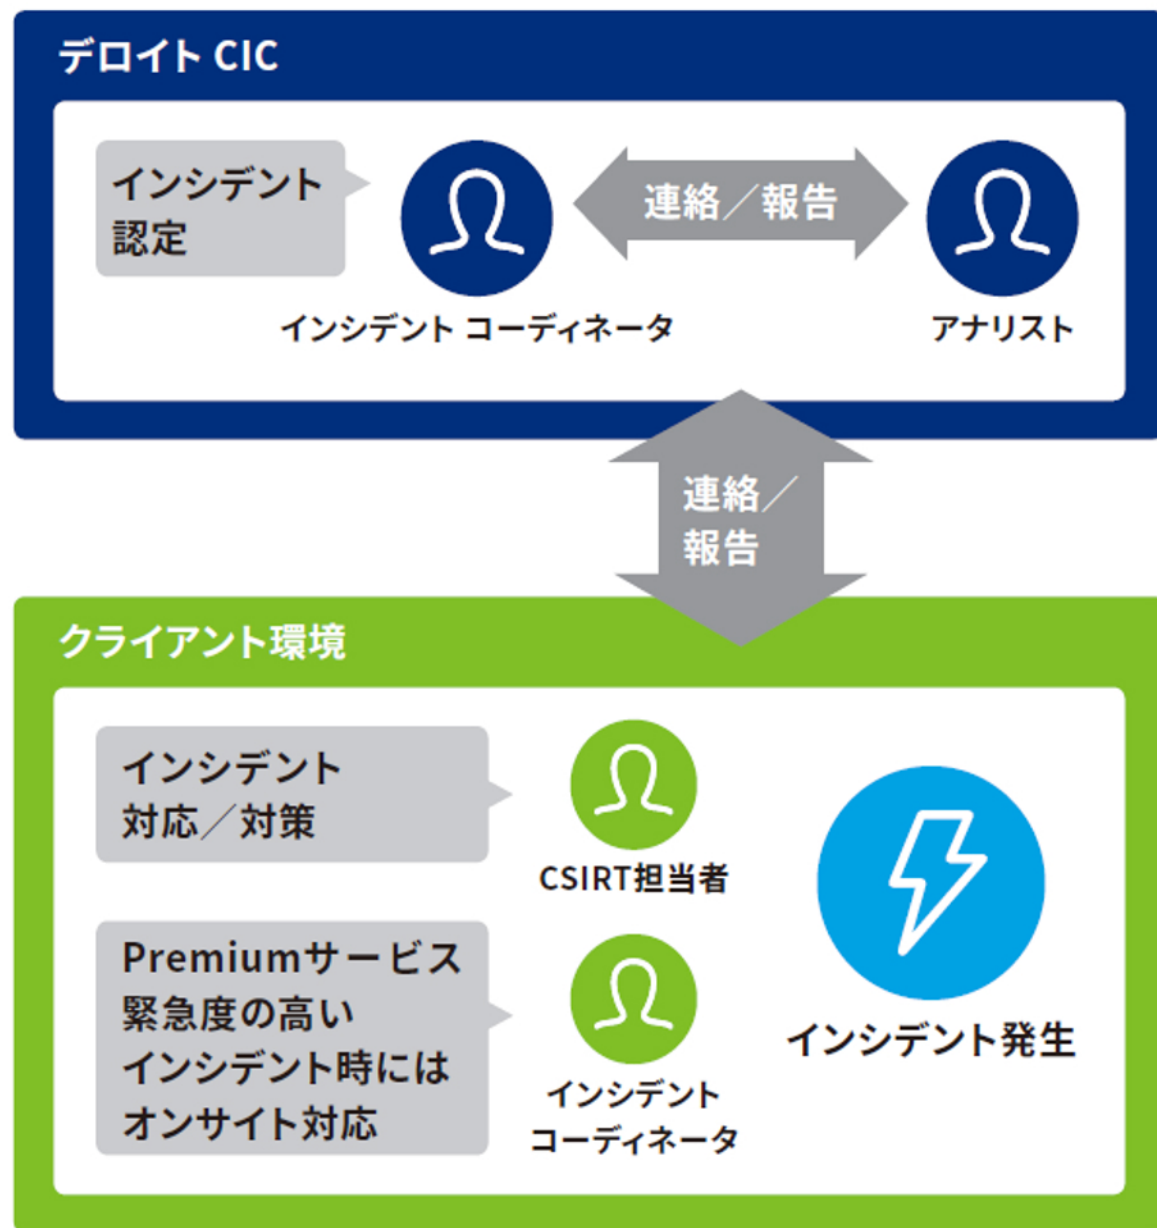 デロイト CIC
インシデント
認定
連絡／報告
インシデント コーディネータ
アナリスト
連絡／
報告
クライアント環境
インシデント
対応／対策
CSIRT担当者
Premiumサービス
緊急度の高い
インシデント時には
オンサイト対応
インシデント
コーディネータ
インシデント発生